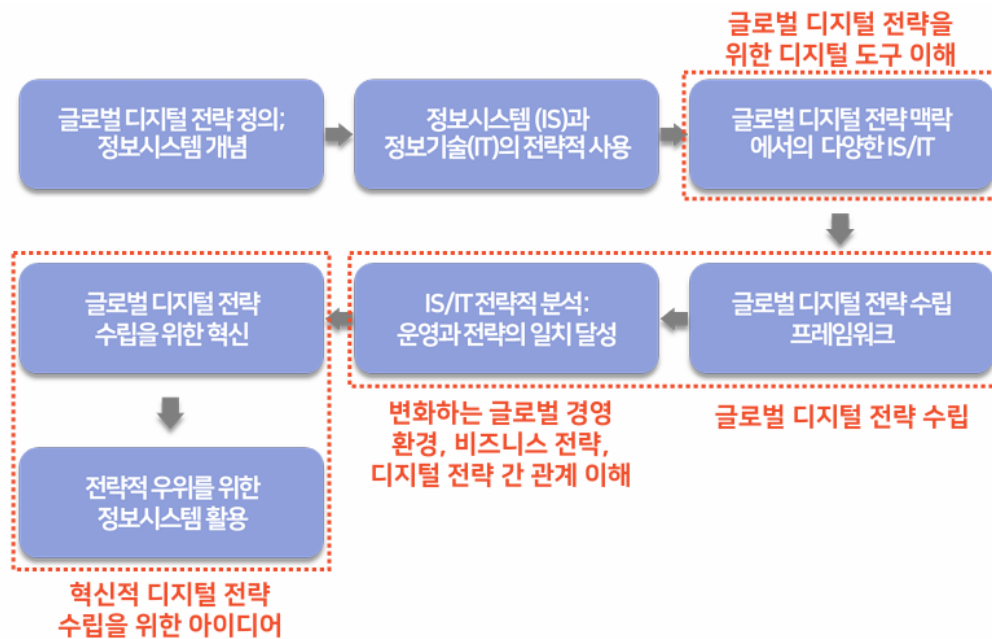 글로벌 디지털 전략을
위한 디지털 도구 이해
글로벌 디지털 전략 정의;
정보시스템 개념
정보시스템 (IS)과
정보기술(IT)의 전략적 사용
글로벌 디지털 전략 맥락
에서의 다양한 IS/IT
글로벌 디지털 전략
수립을 위한 혁신
IS/IT 전략적 분석:
운영과 전략의 일치 달성
글로벌 디지털 전략 수립
프레임워크
변화하는 글로벌 경영
환경, 비즈니스 전략,
디지털 전략 간 관계 이해
글로벌 디지털 전략 수립
전략적 우위를 위한
정보시스템 활용
혁신적 디지털 전략
수립을 위한 아이디어